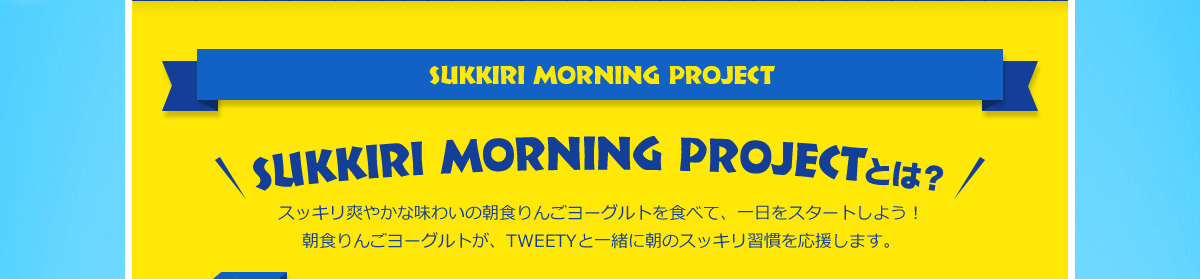 SUKKIRI MORNING PROJECT
SUKKIRI MORNING PROJECTとは?
スッキリ爽やかな味わいの朝食りんごヨーグルトを食べて、一日をスタートしよう！
朝食りんごヨーグルトが、TWEETYと一緒に朝のスッキリ習慣を応援します。